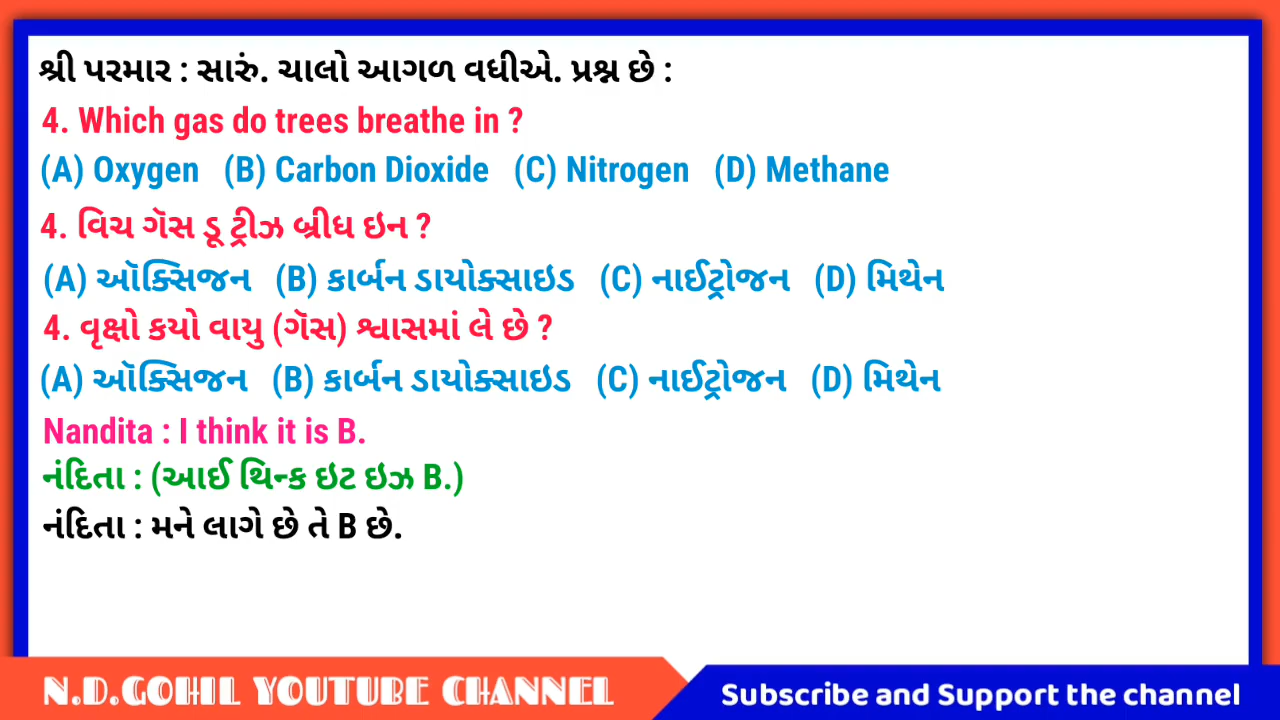 શ્રી પરમાર : સારું. ચાલો આગળ વધીએ. પ્રશ્ન છે :
4. Which gas do trees breathe in ?
(A) Oxygen (B) Carbon Dioxide (C) Nitrogen (D) Methane
4. વિચ ગૅસ ડૂ ટ્રીઝ બ્રીધ ઇન ?
(A) ઑક્સિજન (B) કાર્બન ડાયોક્સાઇડ (C) નાઈટ્રોજન (D) મિથેન
4. વૃક્ષો કયો વાયુ (ગૅસ) શ્વાસમાં લે છે ?
(A) ઑક્સિજન (B) કાર્બન ડાયોક્સાઇડ (C) નાઈટ્રોજન (D) મિથેન
Nandita : I think it is B.
નંદિતા : (આઈ થિન્ક ઇટ ઇઝ B.)
નંદિતા : મને લાગે છે તે B છે.
N.D.GOHIL YOUTUBE CHANNEL
Subscribe and Support the channel